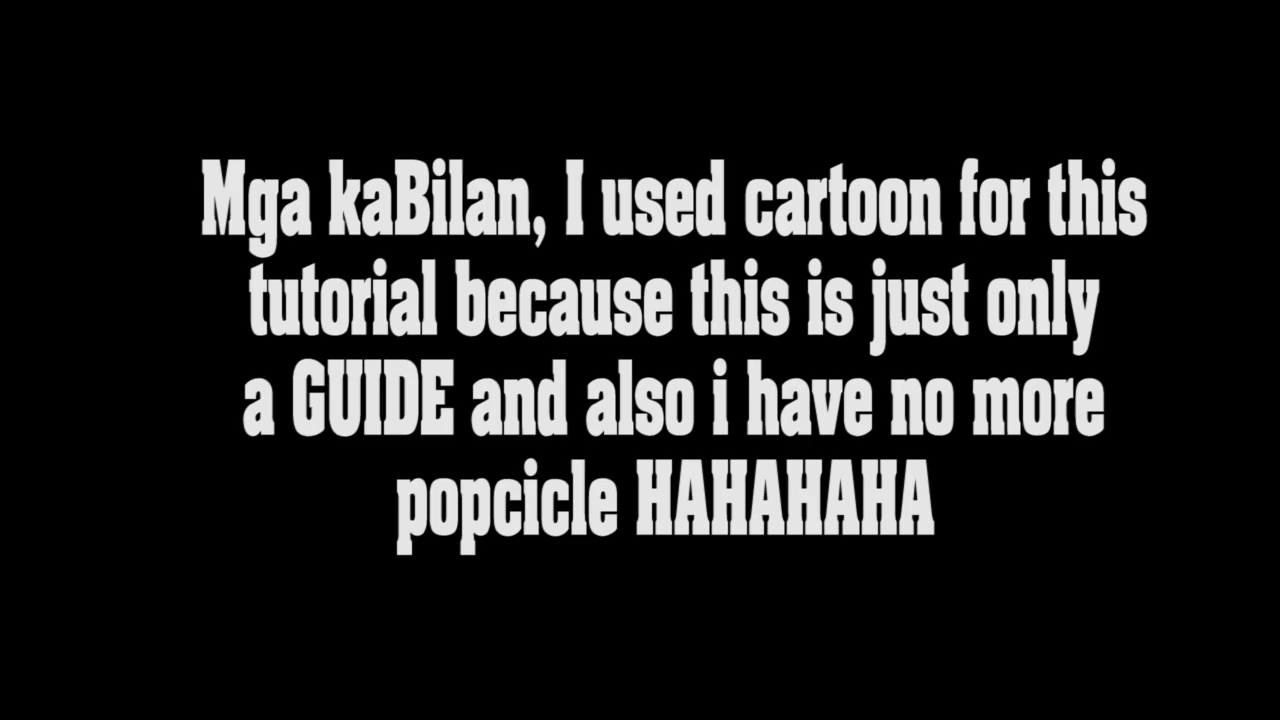 Mga kaBilan, I used cartoon for this
tutorial because this is just only
a GUIDE and also i have no more
popcicle HAHAHAHA